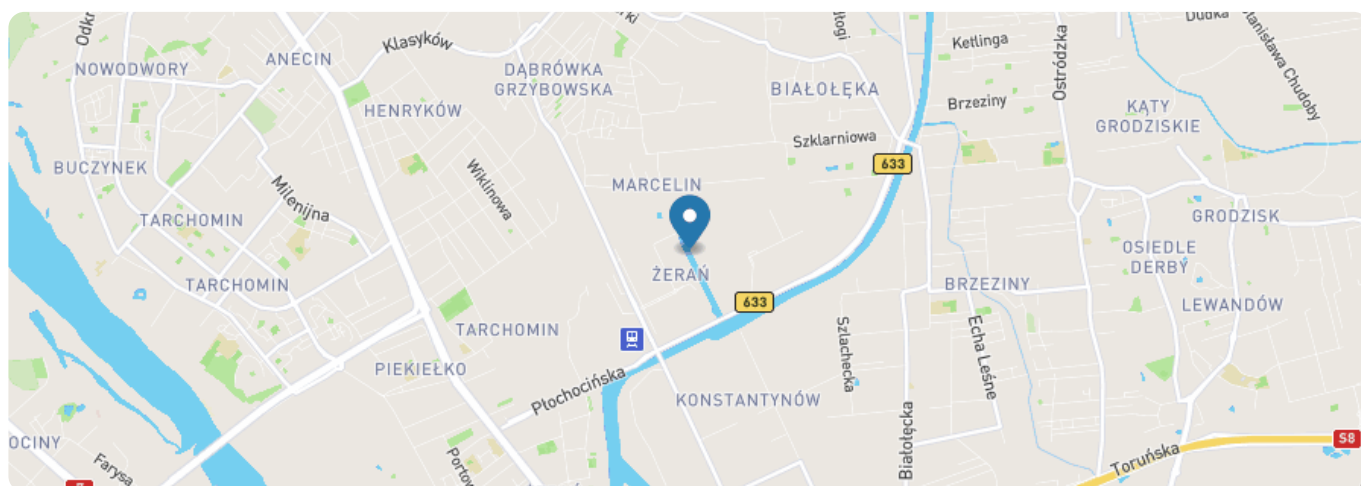 Klasyków
ANECIN
NOWODWORY
DĄBRÓWKA
GRZYBOWSKA
HENRYKÓW
BIAŁOŁĘKA
Ketlinga
Brzeziny
Ostródzka
Dudka
Stanisława Chudoby
KĄTY
GRODZISKIE
Szklarniowa
633
BUCZYNEK
Milenijna
Wiklinowa
MARCELIN
TARCHOMIN
GRODZISK
OSIEDLE
DERBY
ŻERAŃ
TARCHOMIN
BRZEZINY
633
LEWANDÓW
TARCHOMIN
PIEKIEŁKO
Płochocińska
Szlachecka
Echa Leśne
KONSTANTYNÓW
Białołęcka
OCINY
Farysa
Toruńska
S8